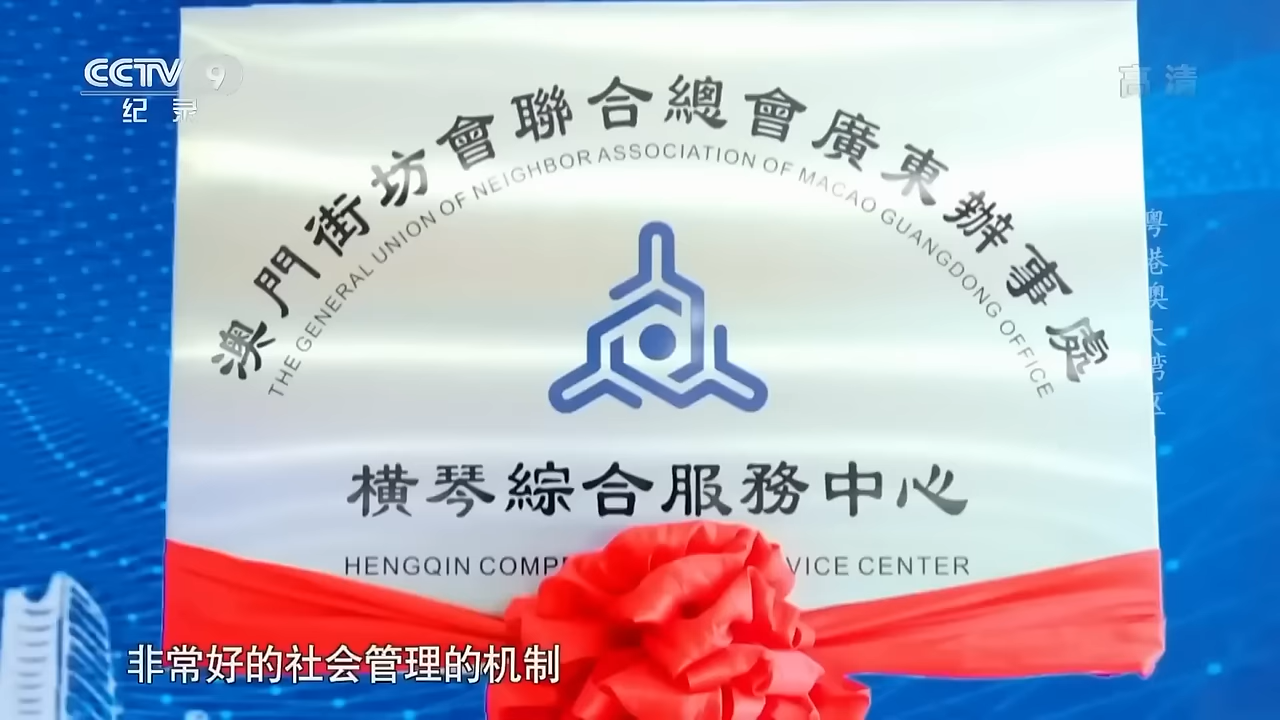 CCTV 9
纪录
高清
澳門街坊會聯合總會廣東辦事處
THE GENERAL UNION OF NEIGHBOR ASSOCIATION OF MACAO GUANGDONG OFFICE
粤港澳大湾区
橫琴綜合服務中心
HENGQIN COMP VICE CENTER
非常好的社会管理的机制